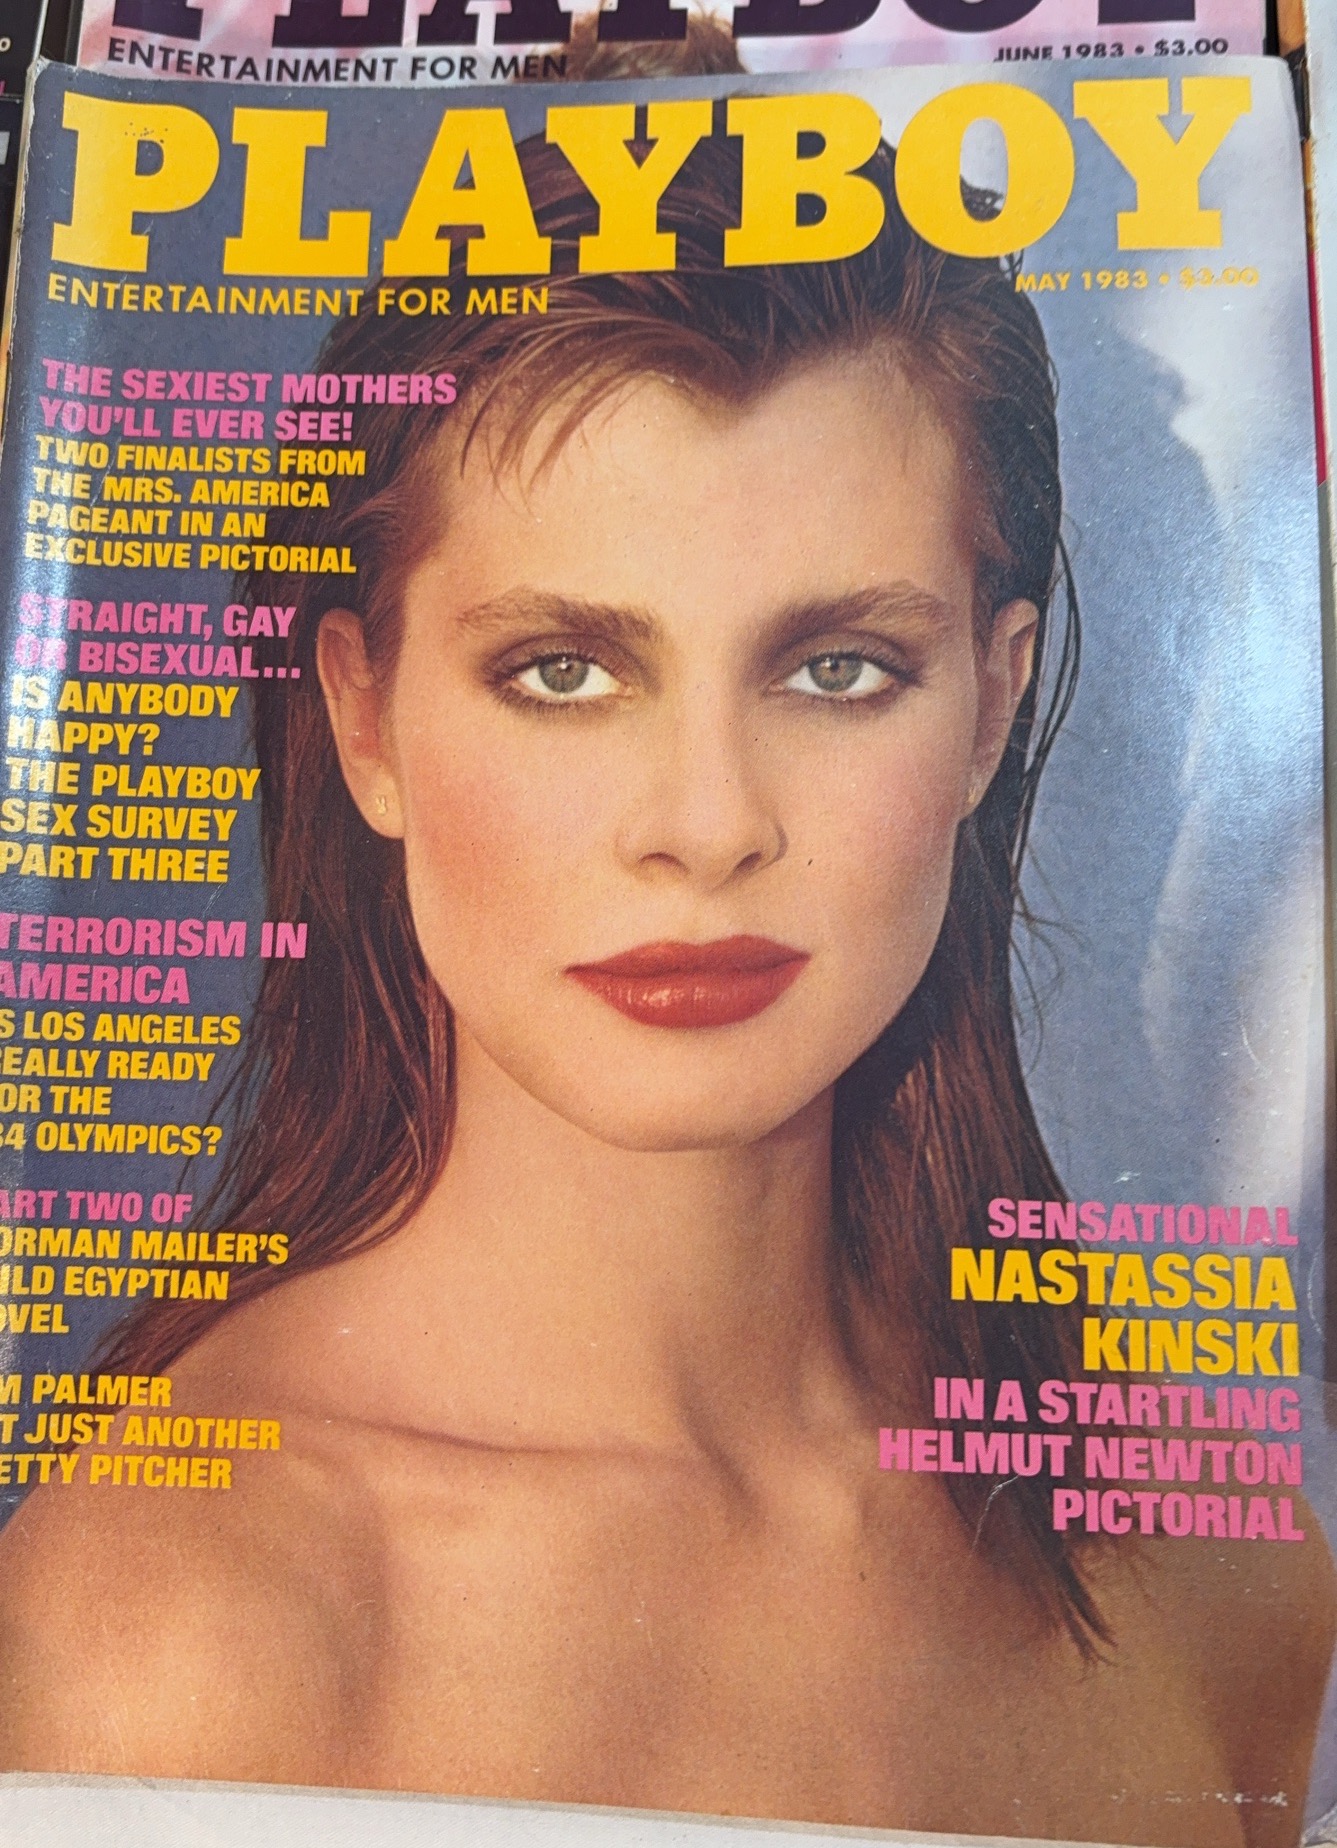 ENTERTAINMENT FOR MEN
JUNE 1983 • $3.00
PLAYBOY
ENTERTAINMENT FOR MEN
MAY 1983 • $3.00
THE SEXIEST MOTHERS
YOU'LL EVER SEE!
TWO FINALISTS FROM
THE MRS. AMERICA
PAGEANT IN AN
EXCLUSIVE PICTORIAL
STRAIGHT, GAY
OR BISEXUAL...
IS ANYBODY
HAPPY?
THE PLAYBOY
SEX SURVEY
PART THREE
TERRORISM IN
AMERICA
S LOS ANGELES
EALLY READY
OR THE
84 OLYMPICS?
ART TWO OF
ORMAN MAILER'S
ILD EGYPTIAN
OVEL
M PALMER
T JUST ANOTHER
ETTY PITCHER
SENSATIONAL
NASTASSIA
KINSKI
IN A STARTLING
HELMUT NEWTON
PICTORIAL